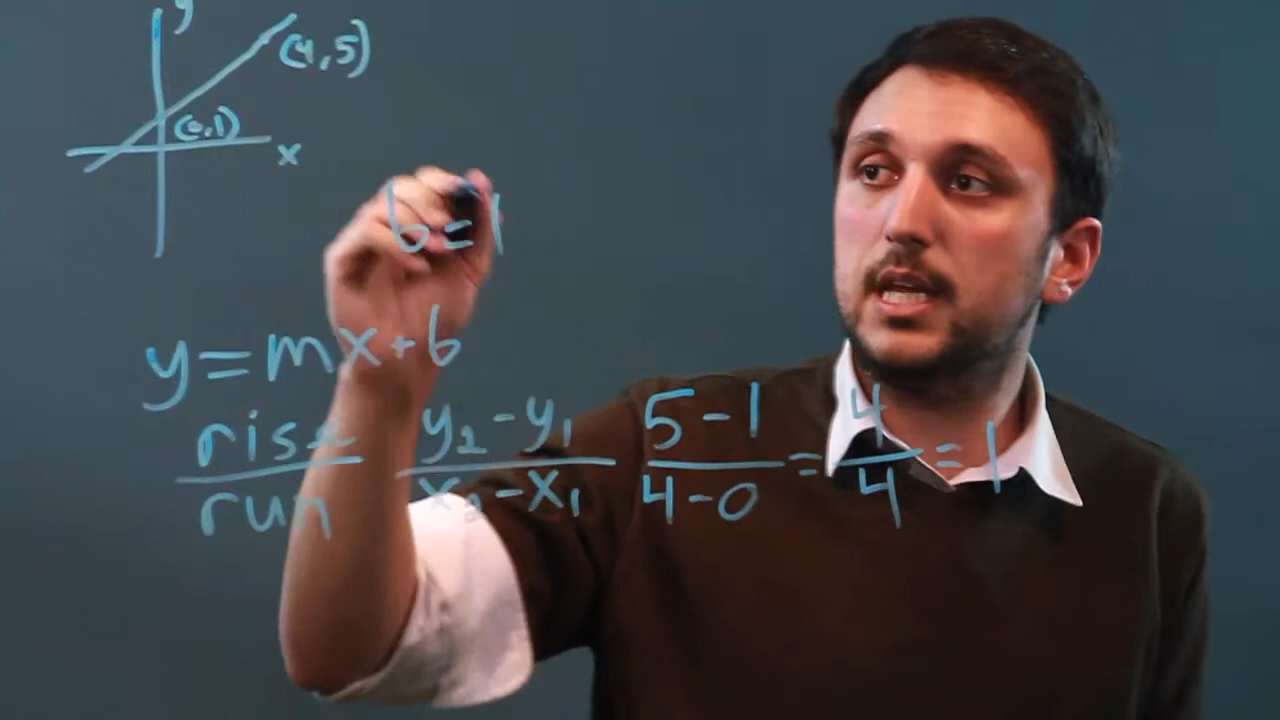 y
(4,5)
(0,1)
x
b=1
y=mx+b
rise/run y₂-y₁/x₂-x₁ 5-1/4-0 = 4/4 = 1